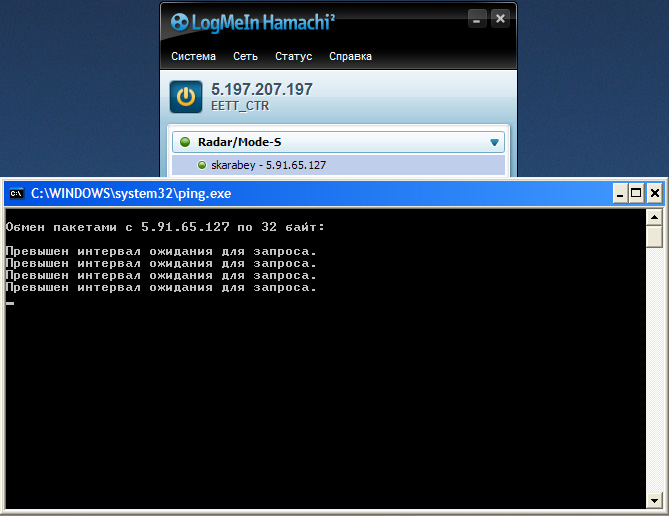 LogMeIn Hamachi²
Система Сеть Статус Справка
5.197.207.197
EETT_CTR
Radar/Mode-S
skarabey - 5.91.65.127
C:\WINDOWS\system32\ping.exe
Обмен пакетами с 5.91.65.127 по 32 байт:
Превышен интервал ожидания для запроса.
Превышен интервал ожидания для запроса.
Превышен интервал ожидания для запроса.
Превышен интервал ожидания для запроса.